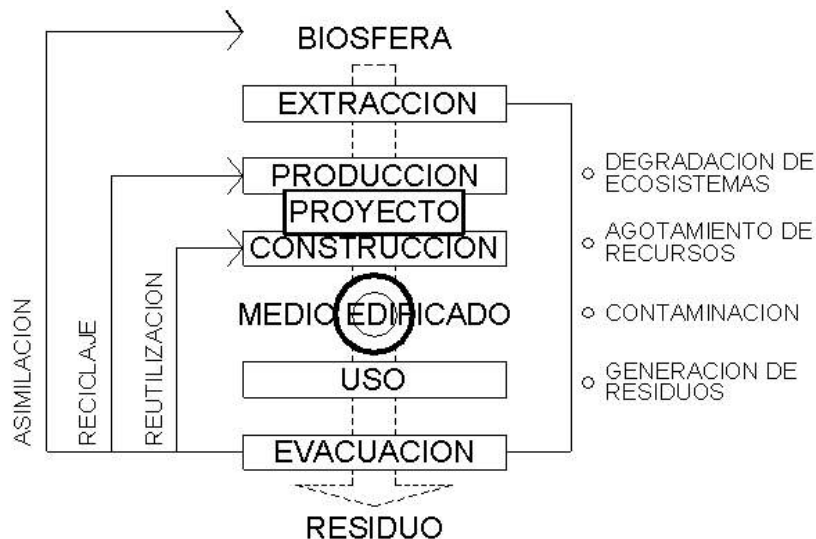 BIOSFERA
EXTRACCION
PRODUCCION
PROYECTO
CONSTRUCCION
MEDIO EDIFICADO
USO
EVACUACION
RESIDUO
ASIMILACION
RECICLAJE
REUTILIZACION
DEGRADACION DE
ECOSISTEMAS
AGOTAMIENTO DE
RECURSOS
CONTAMINACION
GENERACION DE
RESIDUOS